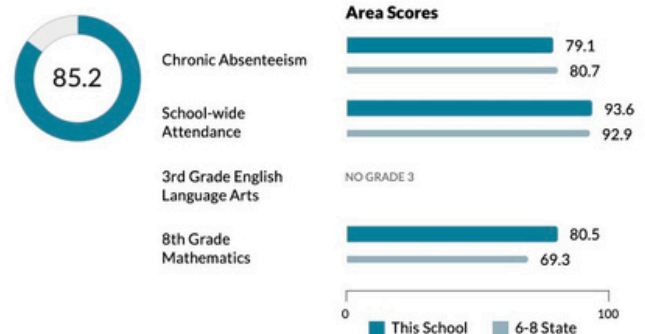 Area Scores
85.2
Chronic Absenteeism
79.1
80.7
School-wide
Attendance
93.6
92.9
3rd Grade English
Language Arts
NO GRADE 3
8th Grade
Mathematics
80.5
69.3
0
100
This School
6-8 State